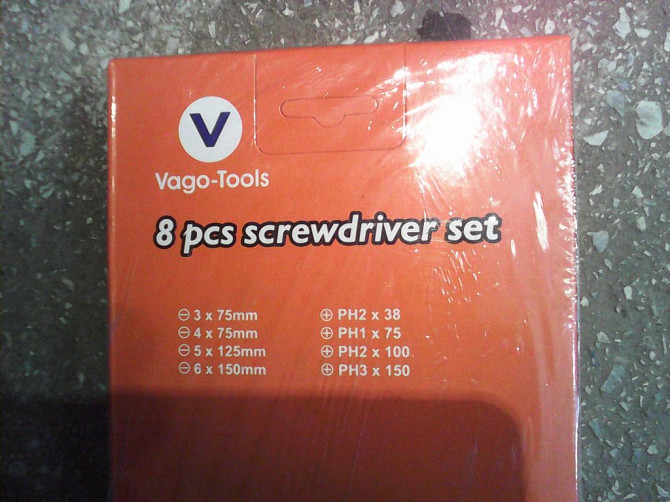 V
Vago-Tools
8 pcs screwdriver set
⊖ 3 x 75mm
⊖ 4 x 75mm
⊖ 5 x 125mm
⊖ 6 x 150mm
⊕ PH2 x 38
⊕ PH1 x 75
⊕ PH2 x 100
⊕ PH3 x 150